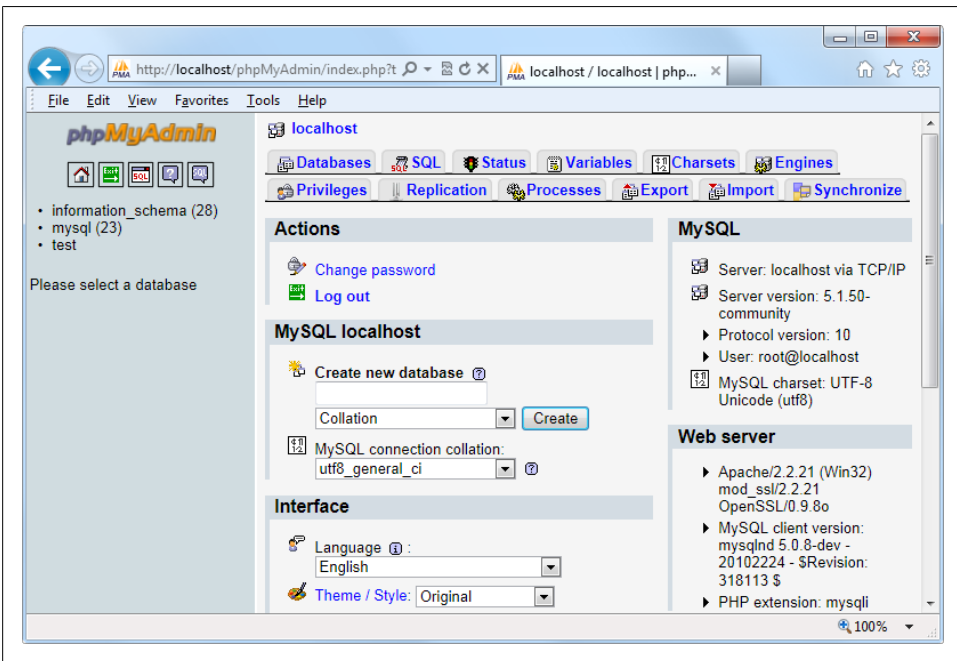 http://localhost/phpMyAdmin/index.php?t
localhost / localhost | php...
File Edit View Favorites Tools Help
phpMyAdmin
information_schema (28)
mysql (23)
test
Please select a database
localhost
Databases SQL Status Variables Charsets Engines
Privileges Replication Processes Export Import Synchronize
Actions
Change password
Log out
MySQL localhost
Create new database
Collation Create
MySQL connection collation:
utf8_general_ci
Interface
Language :
English
Theme / Style: Original
MySQL
Server: localhost via TCP/IP
Server version: 5.1.50-
community
Protocol version: 10
User: root@localhost
MySQL charset: UTF-8
Unicode (utf8)
Web server
Apache/2.2.21 (Win32)
mod_ssl/2.2.21
OpenSSL/0.9.8o
MySQL client version:
mysqlnd 5.0.8-dev -
20102224 - $Revision:
318113 $
PHP extension: mysqli
100%